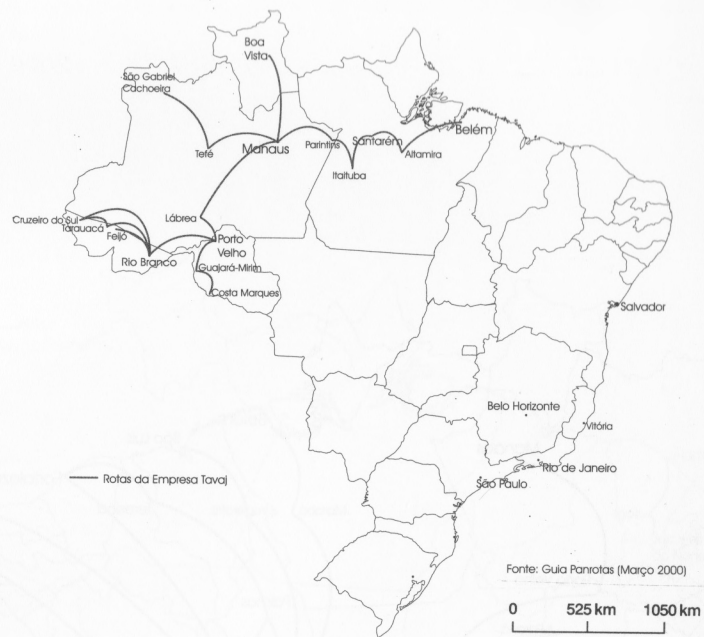 Boa
Vista
São Gabriel
Cachoeira
Tefé
Manaus
Parintins
Santarém
Belém
Altamira
Itaituba
Lábrea
Cruzeiro do Sul
Tarauacá
Feijó
Rio Branco
Porto
Velho
Guajará-Mirim
Costa Marques
Salvador
Belo Horizonte
Vitória
Rio de Janeiro
São Paulo
Rotas da Empresa Tavaj
Fonte: Guia Panrotas (Março 2000)
0 525 km 1050 km